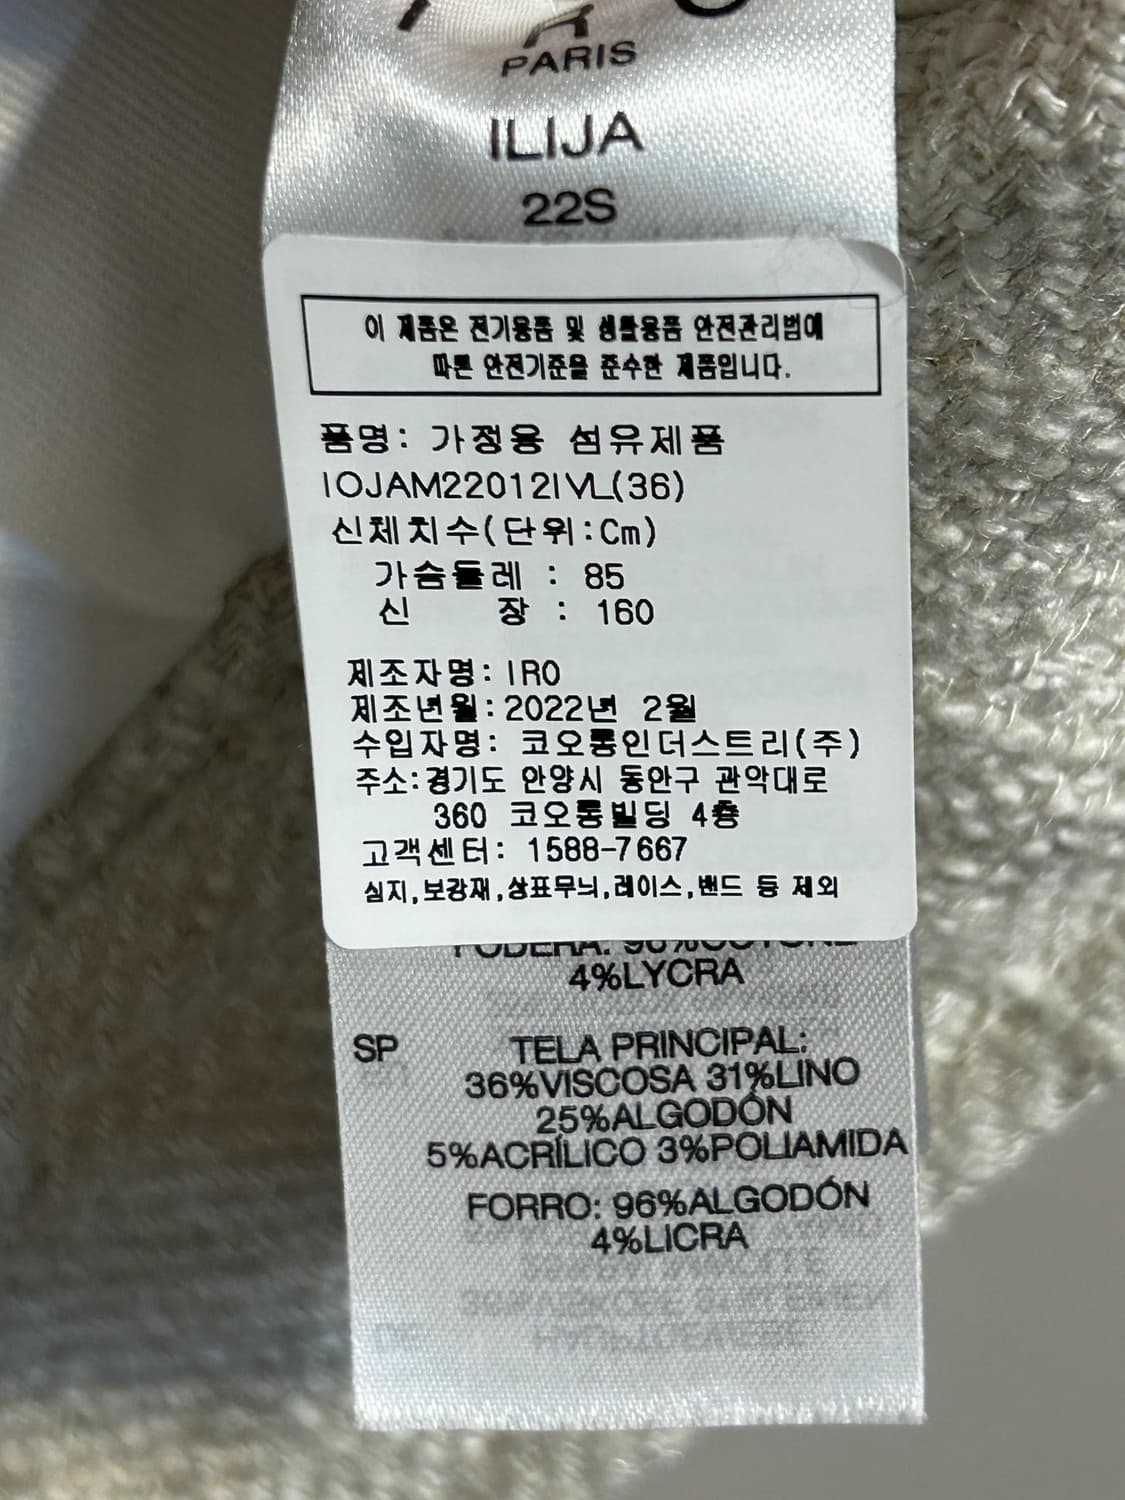 PARIS
ILIJA
22S
이 제품은 전기용품 및 생활용품 안전관리법에
따른 안전기준을 준수한 제품입니다.
품명: 가정용 섬유제품
IOJAM22012IVL(36)
신체치수(단위:Cm)
가슴둘레 : 85
신 장 : 160
제조자명: IRO
제조년월: 2022년 2월
수입자명: 코오롱인더스트리(주)
주소:경기도 안양시 동안구 관악대로
360 코오롱빌딩 4층
고객센터: 1588-7667
심지,보강재,상표무늬,레이스,밴드 등 제외
FODERA: 96%COTONE
4%LYCRA
SP TELA PRINCIPAL:
36%VISCOSA 31%LINO
25%ALGODÓN
5%ACRÍLICO 3%POLIAMIDA
FORRO: 96%ALGODÓN
4%LICRA